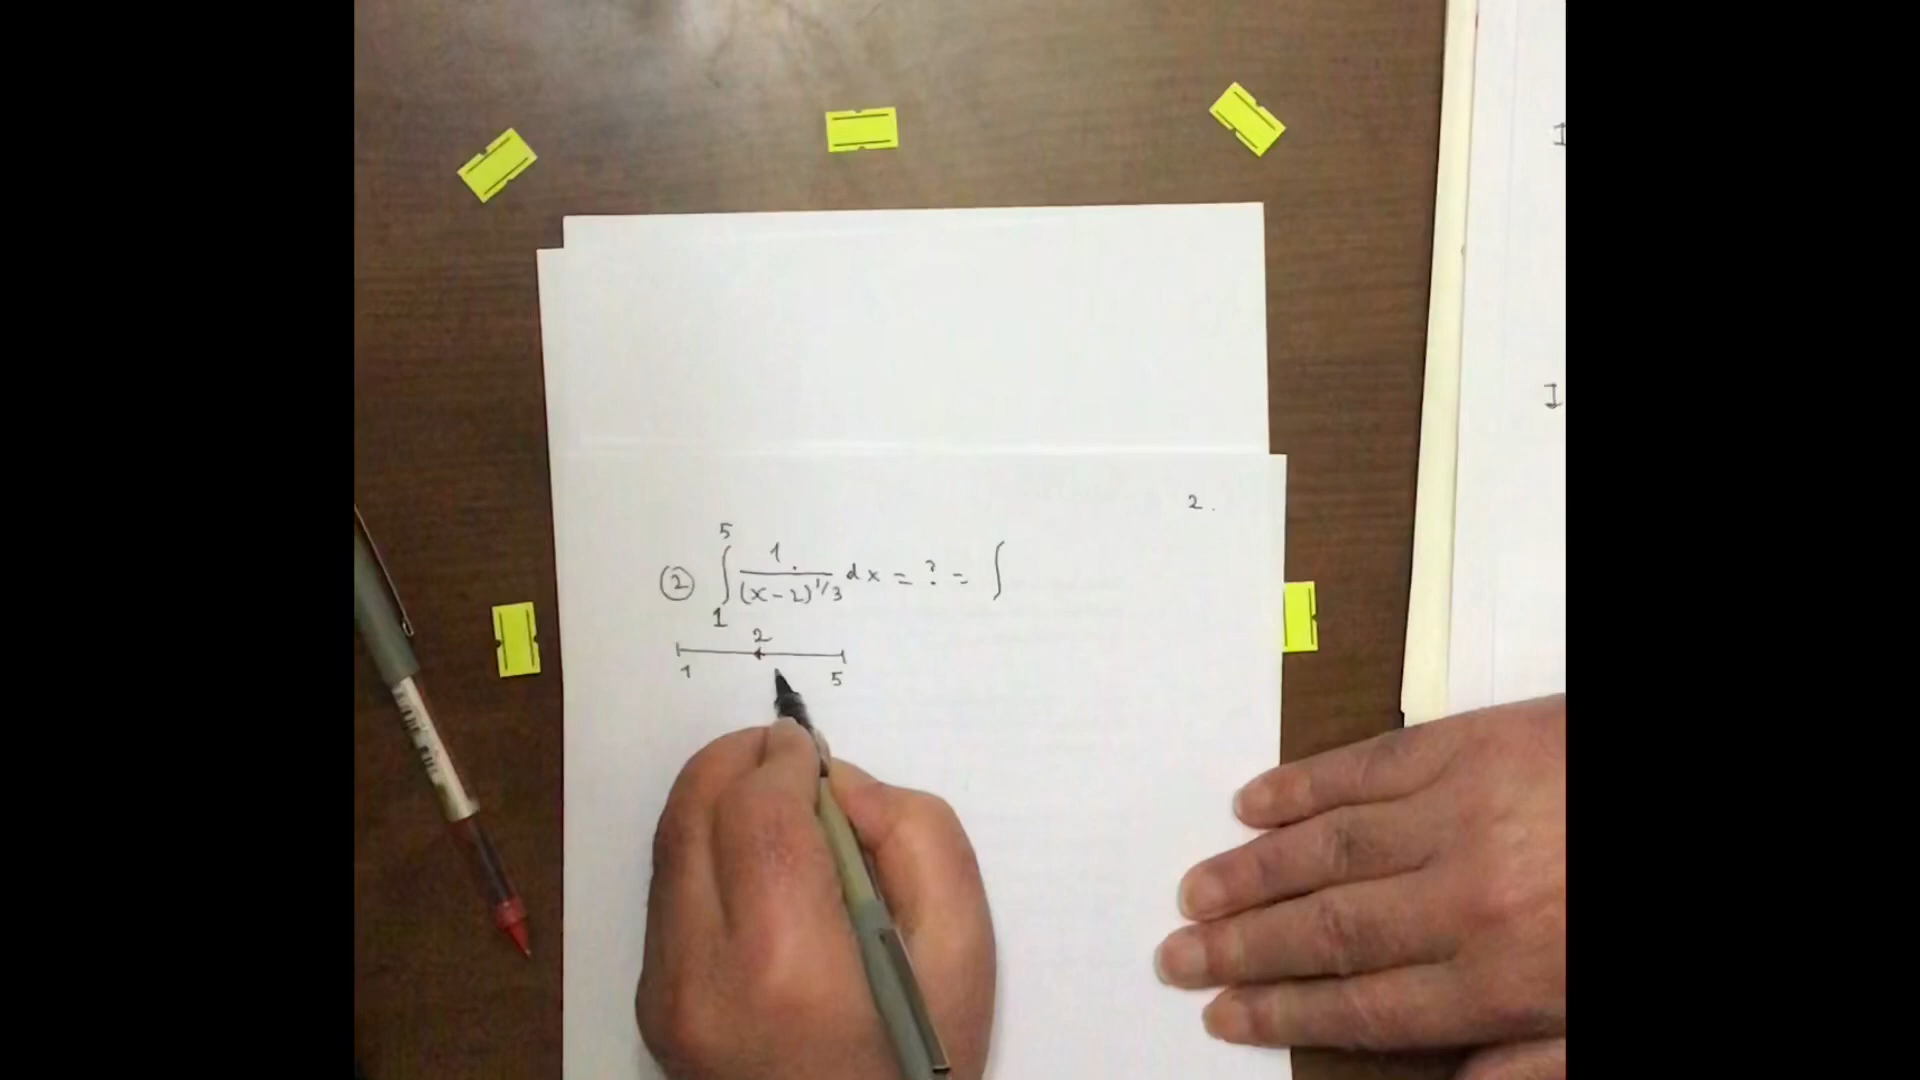 2.
② ∫₁⁵ 1/(x-2)^1/3 dx = ? = ∫
2
1 5
I
I